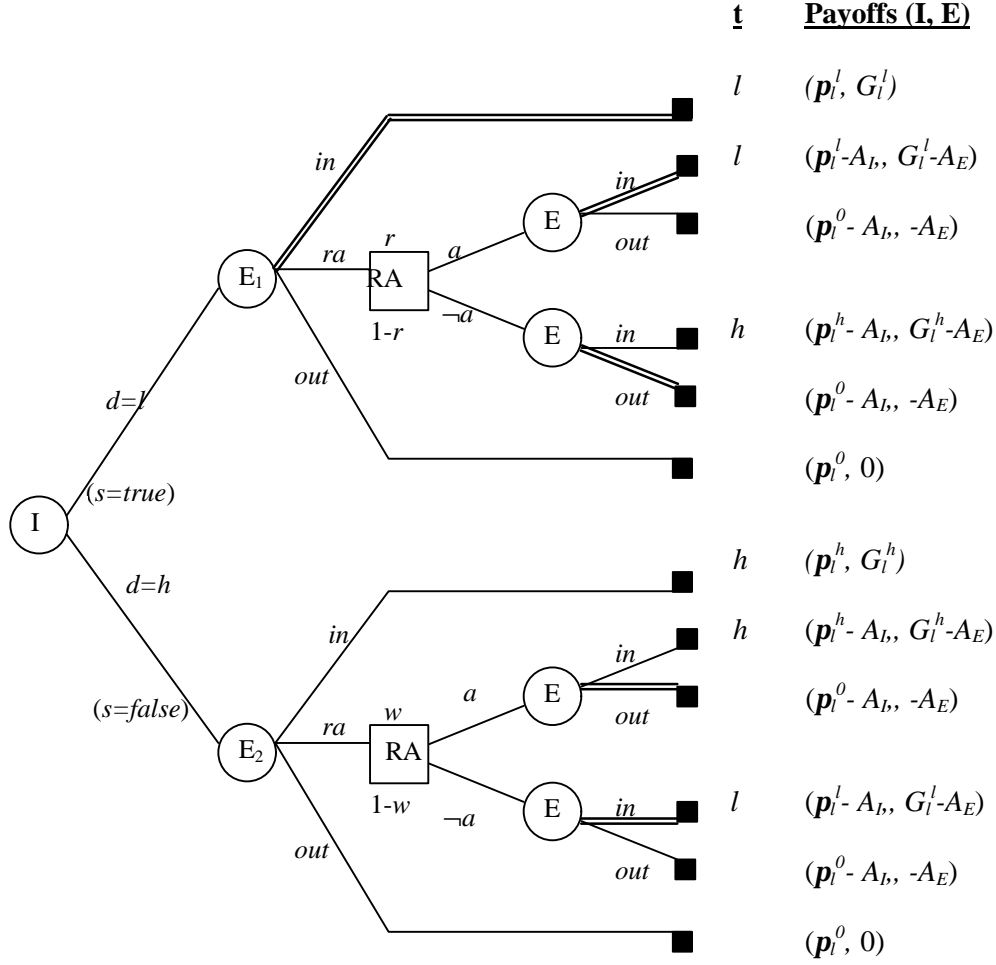 t Payoffs (I, E)
l (p_l^l, G_l^l)
in
l (p_l^l-A_I,, G_l^l-A_E)
in
E
r
ra
a
out
(p_l^0- A_I,, -A_E)
E₁
RA
¬a
1-r
E
in
h (p_l^h- A_I,, G_l^h-A_E)
out
out
(p_l^0- A_I,, -A_E)
d=l
(p_l^0, 0)
(s=true)
I
h (p_l^h, G_l^h)
d=h
in
h (p_l^h- A_I,, G_l^h-A_E)
in
a
E
(s=false)
w
ra
out
(p_l^0- A_I,, -A_E)
E₂
RA
1-w
¬a
E
in
l (p_l^l- A_I,, G_l^l-A_E)
out
out
(p_l^0- A_I,, -A_E)
(p_l^0, 0)